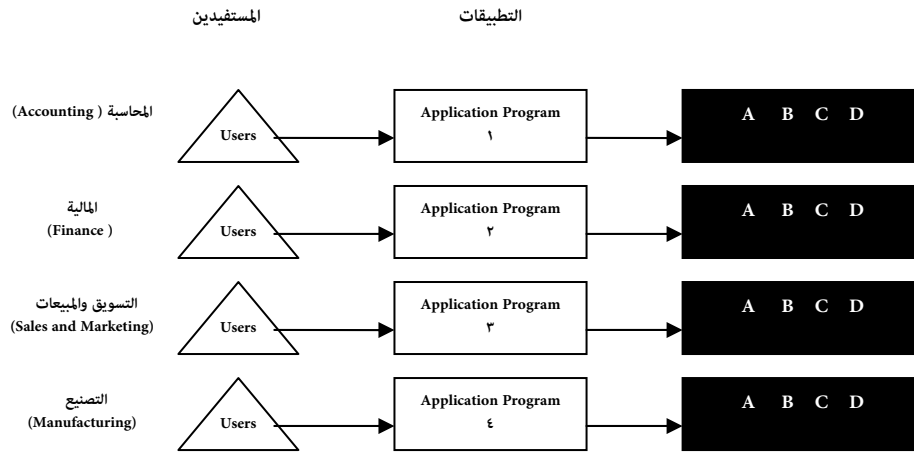 المستفيدين
التطبيقات
المحاسبة ( Accounting)
Users
Application Program
١
A B C D
المالية
(Finance )
Users
Application Program
٢
A B C D
التسويق والمبيعات
(Sales and Marketing)
Users
Application Program
٣
A B C D
التصنيع
(Manufacturing)
Users
Application Program
٤
A B C D